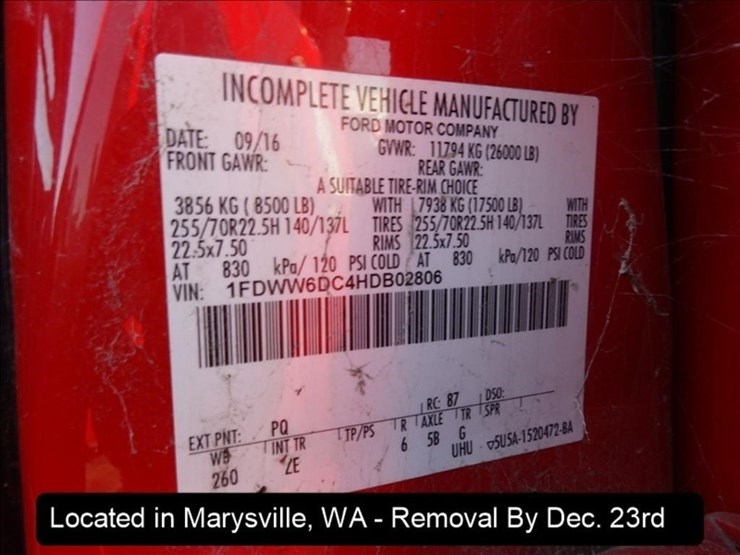 INCOMPLETE VEHICLE MANUFACTURED BY
FORD MOTOR COMPANY
DATE: 09/16 GVWR: 11794 KG (26000 LB)
FRONT GAWR: REAR GAWR:
A SUITABLE TIRE-RIM CHOICE
3856 KG ( 8500 LB) WITH 7938 KG (17500 LB) WITH
255/70R22.5H 140/137L TIRES 255/70R22.5H 140/137L TIRES
22.5x7.50 RIMS 22.5x7.50 RIMS
AT 830 kPa/ 120 PSI COLD AT 830 kPa/120 PSI COLD
VIN: 1FDWW6DC4HDB02806
EXT PNT: PQ RC: 87 DSO:
WB INT TR TP/PS R AXLE TR SPR
260 LE 6 5B G
UHU ▽5U5A-1520472-BA
Located in Marysville, WA - Removal By Dec. 23rd